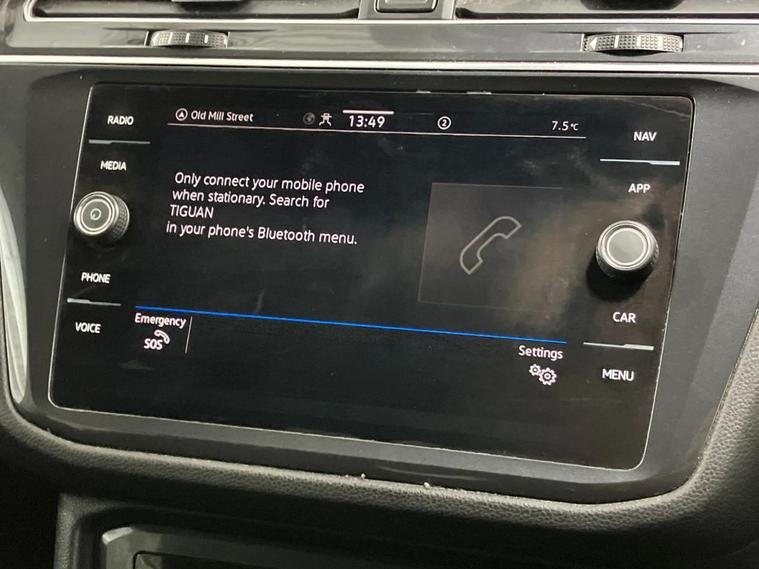 RADIO
Old Mill Street
13:49
2
7.5°C
NAV
MEDIA
APP
Only connect your mobile phone
when stationary. Search for
TIGUAN
in your phone's Bluetooth menu.
PHONE
CAR
VOICE
Emergency
SOS
Settings
MENU